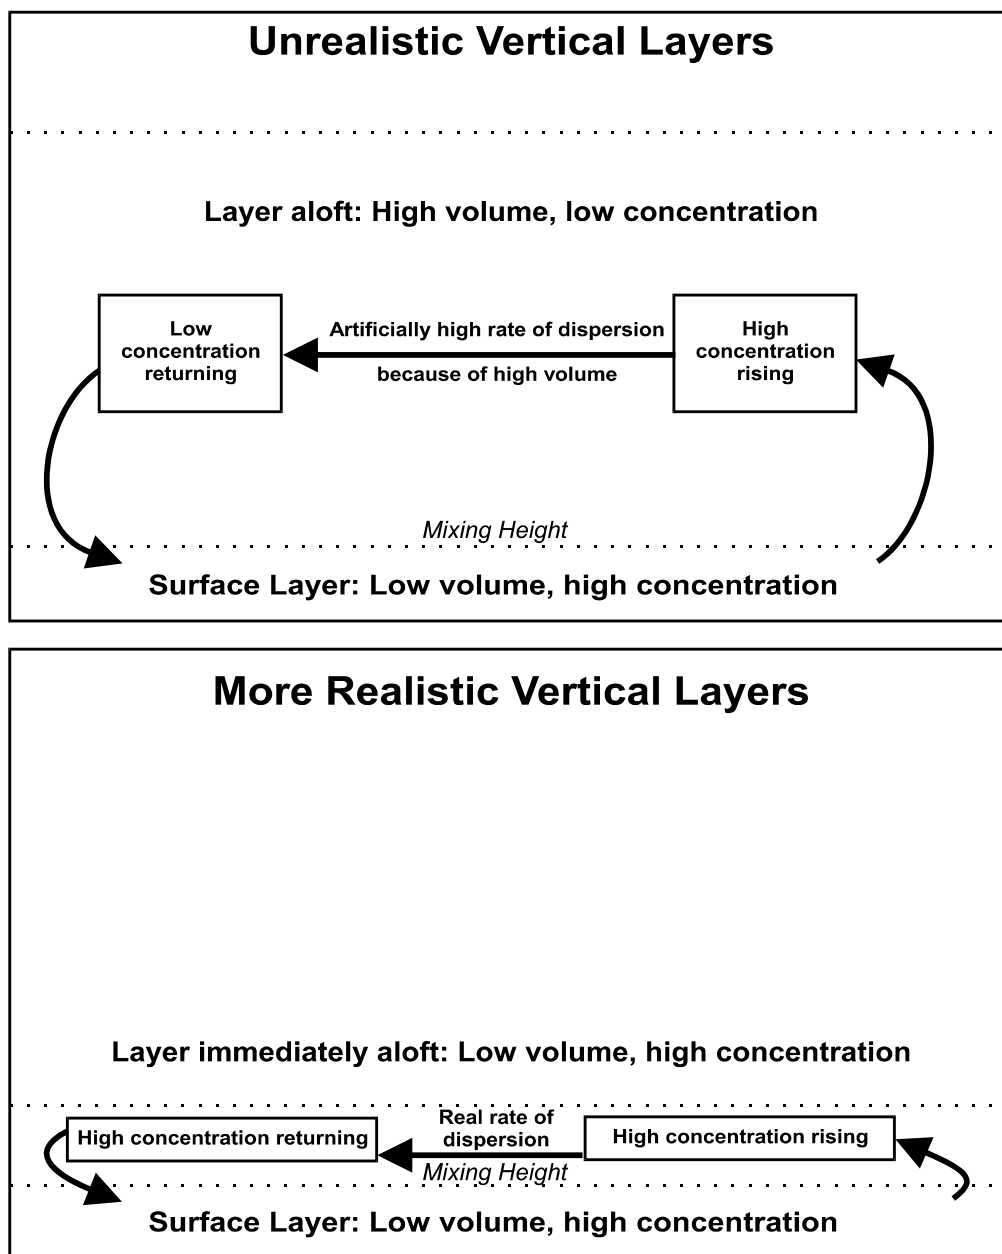 Unrealistic Vertical Layers
Layer aloft: High volume, low concentration
Low
concentration
returning
Artificially high rate of dispersion
because of high volume
High
concentration
rising
Mixing Height
Surface Layer: Low volume, high concentration
More Realistic Vertical Layers
Layer immediately aloft: Low volume, high concentration
High concentration returning
Real rate of
dispersion
High concentration rising
Mixing Height
Surface Layer: Low volume, high concentration